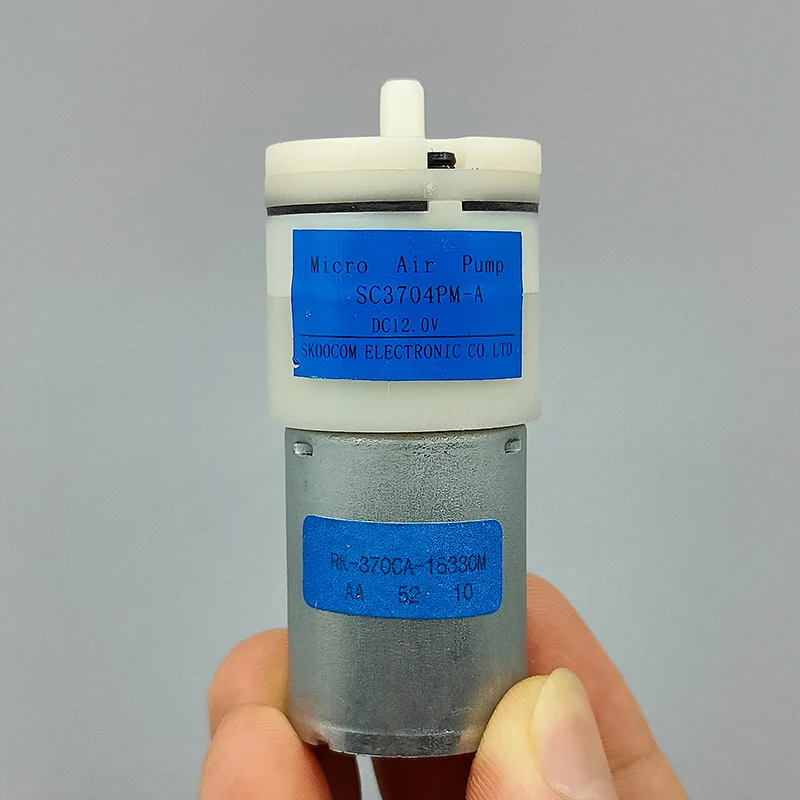 Micro Air Pump
SC3704PM-A
DC12.0V
SKOOCOM ELECTRONIC CO.LTD
RK-370CA-15330M
AA 52 10